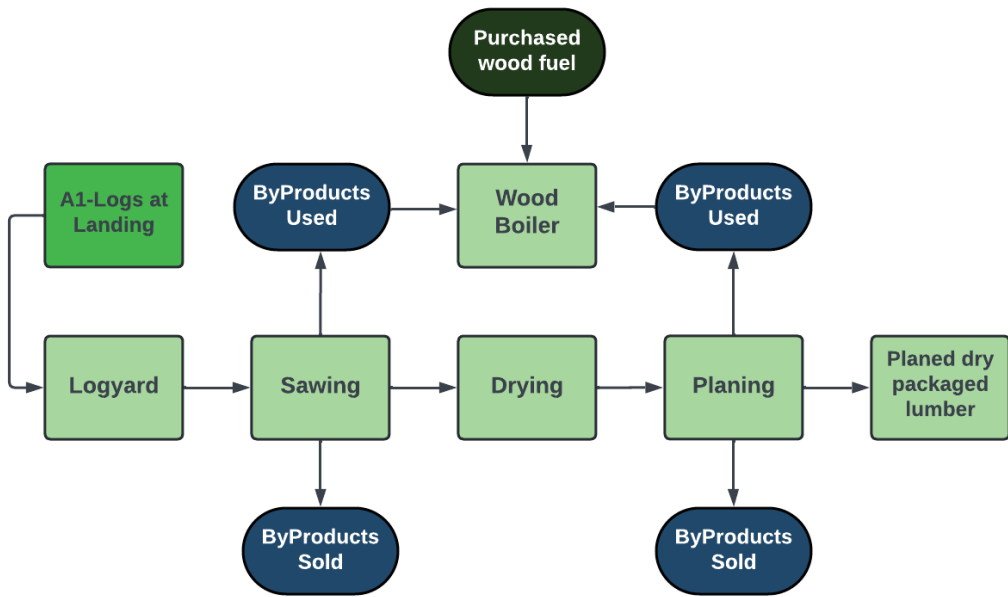 Purchased
wood fuel
A1-Logs at
Landing
ByProducts
Used
Wood
Boiler
ByProducts
Used
Logyard
Sawing
Drying
Planing
Planed dry
packaged
lumber
ByProducts
Sold
ByProducts
Sold